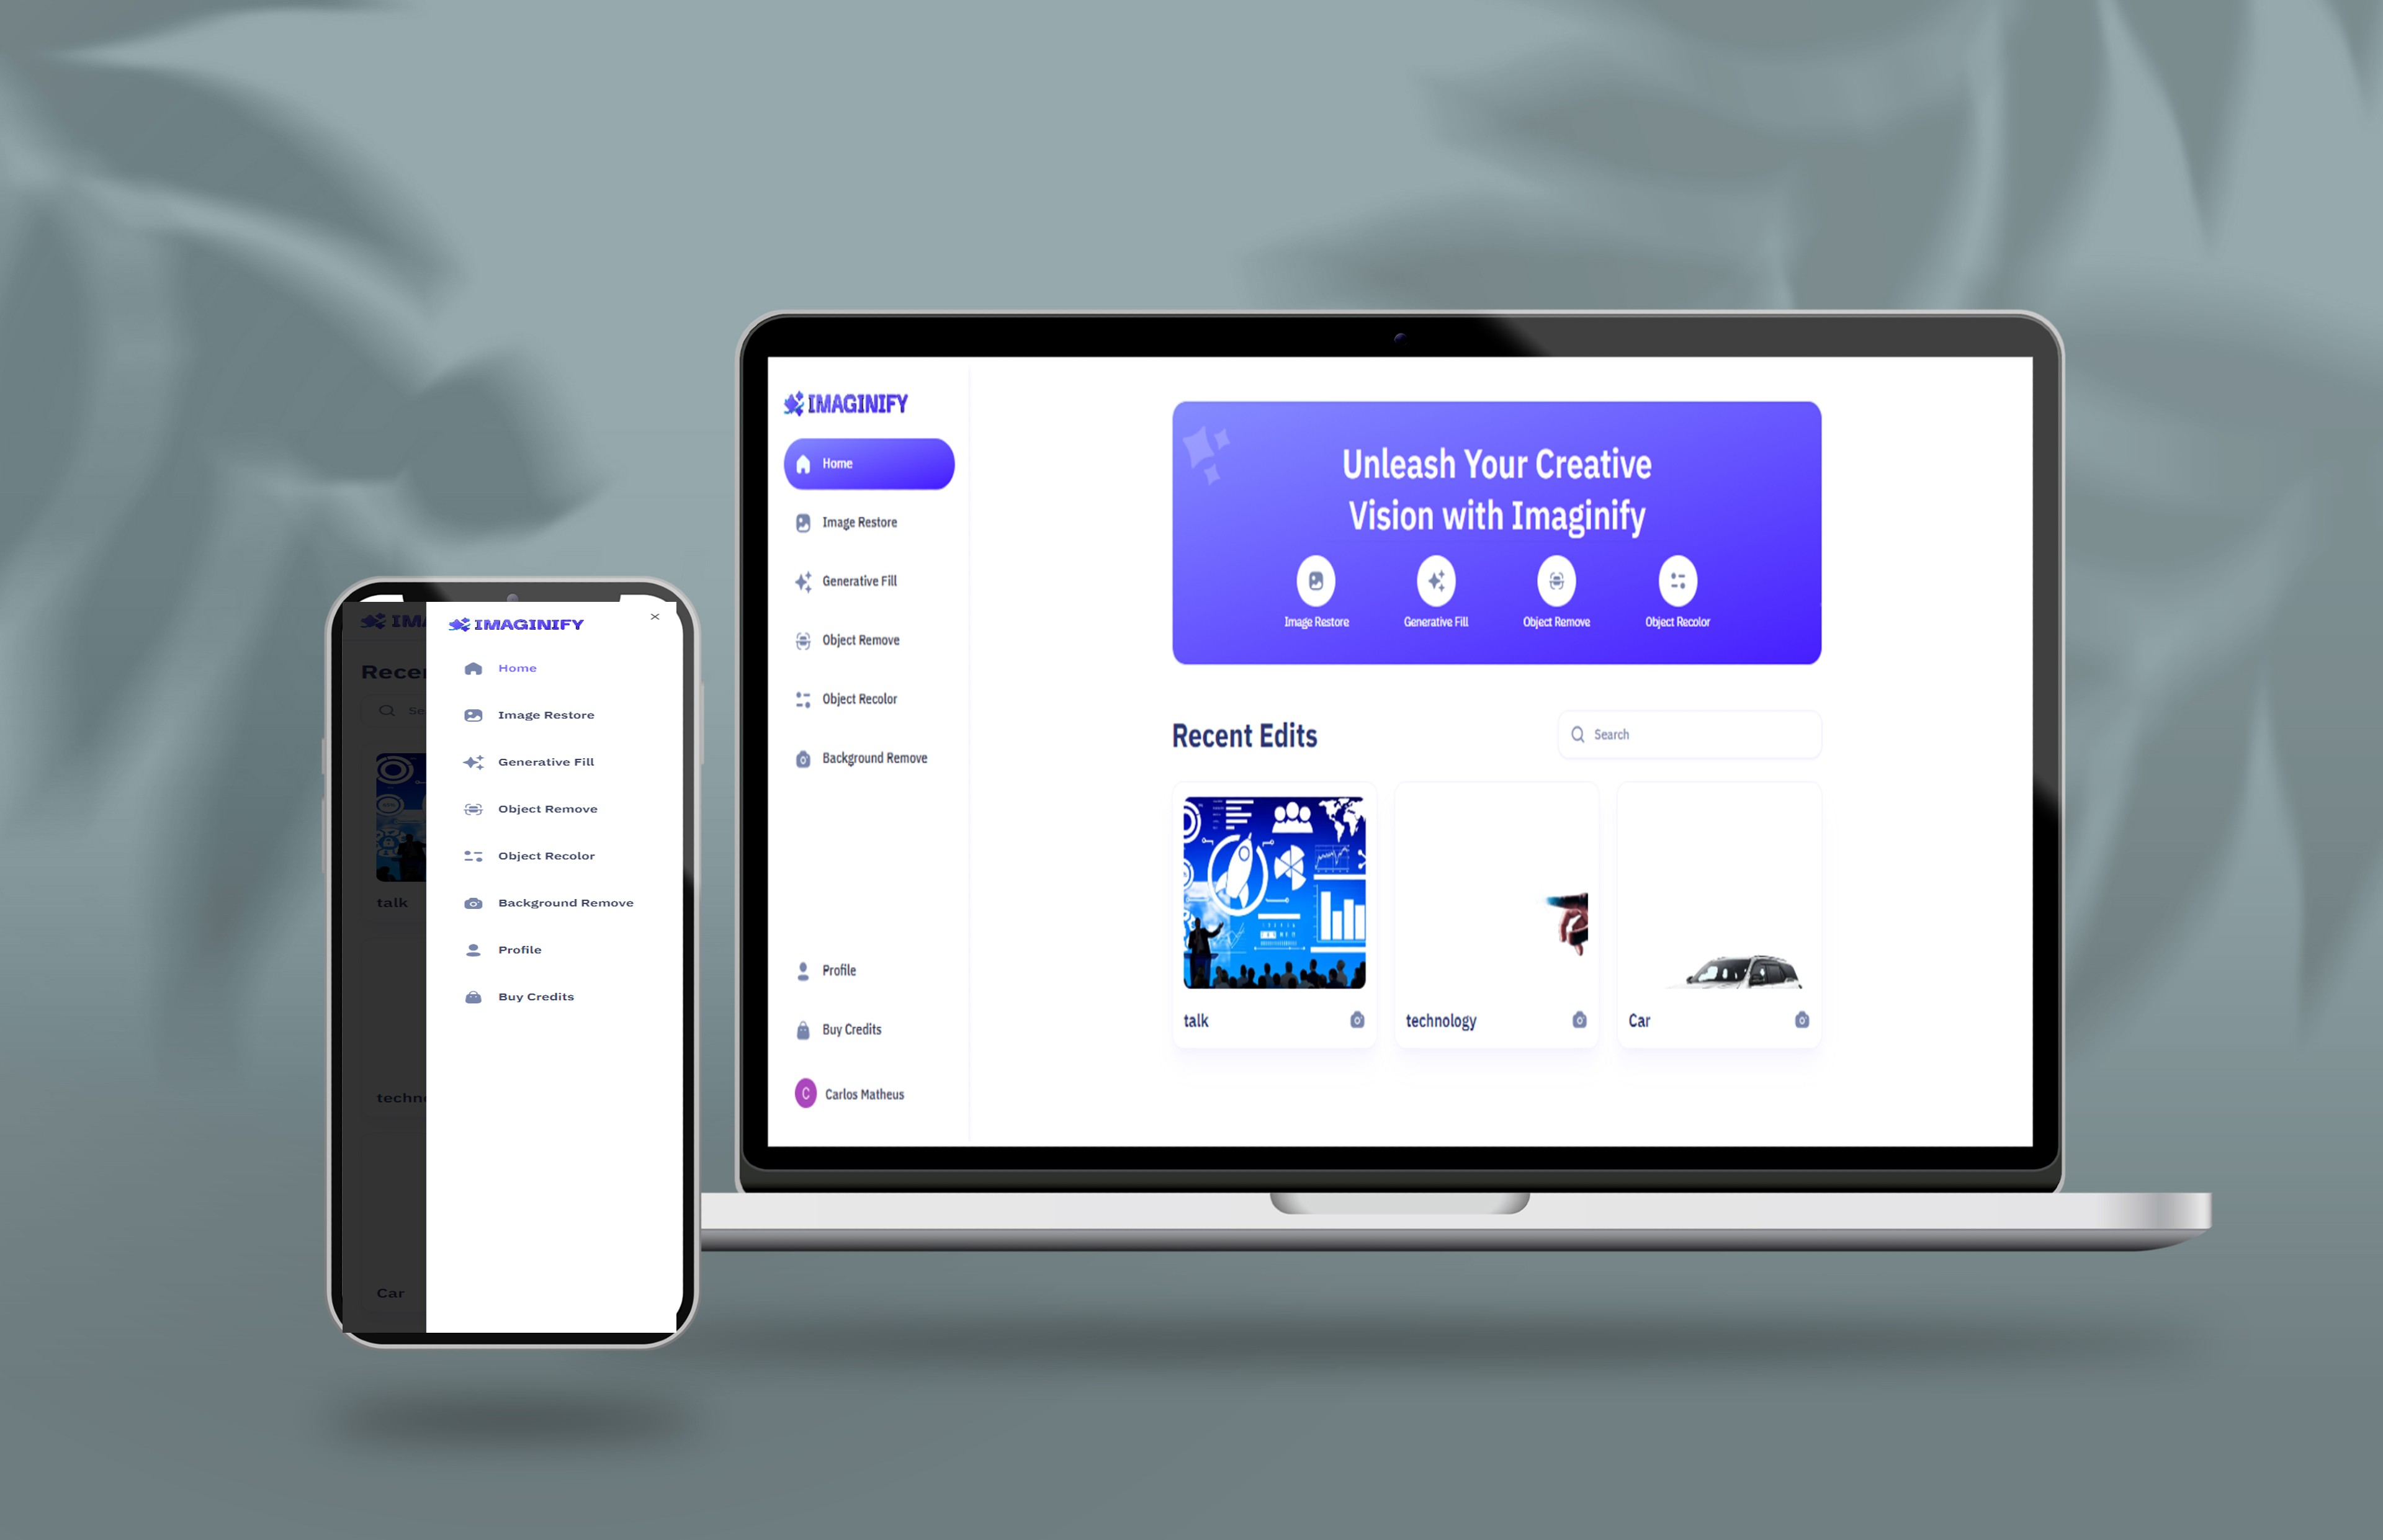 IMAGINIFY
Home
Image Restore
Generative Fill
Object Remove
Object Recolor
Background Remove
Profile
Buy Credits
C Carlos Matheus
Unleash Your Creative
Vision with Imaginify
Image Restore Generative Fill Object Remove Object Recolor
Recent Edits
Search
talk technology Car
IMAGINIFY ×
Home
Image Restore
Generative Fill
Object Remove
Object Recolor
Background Remove
Profile
Buy Credits
IMA
Recen
Se
talk
techno
Car